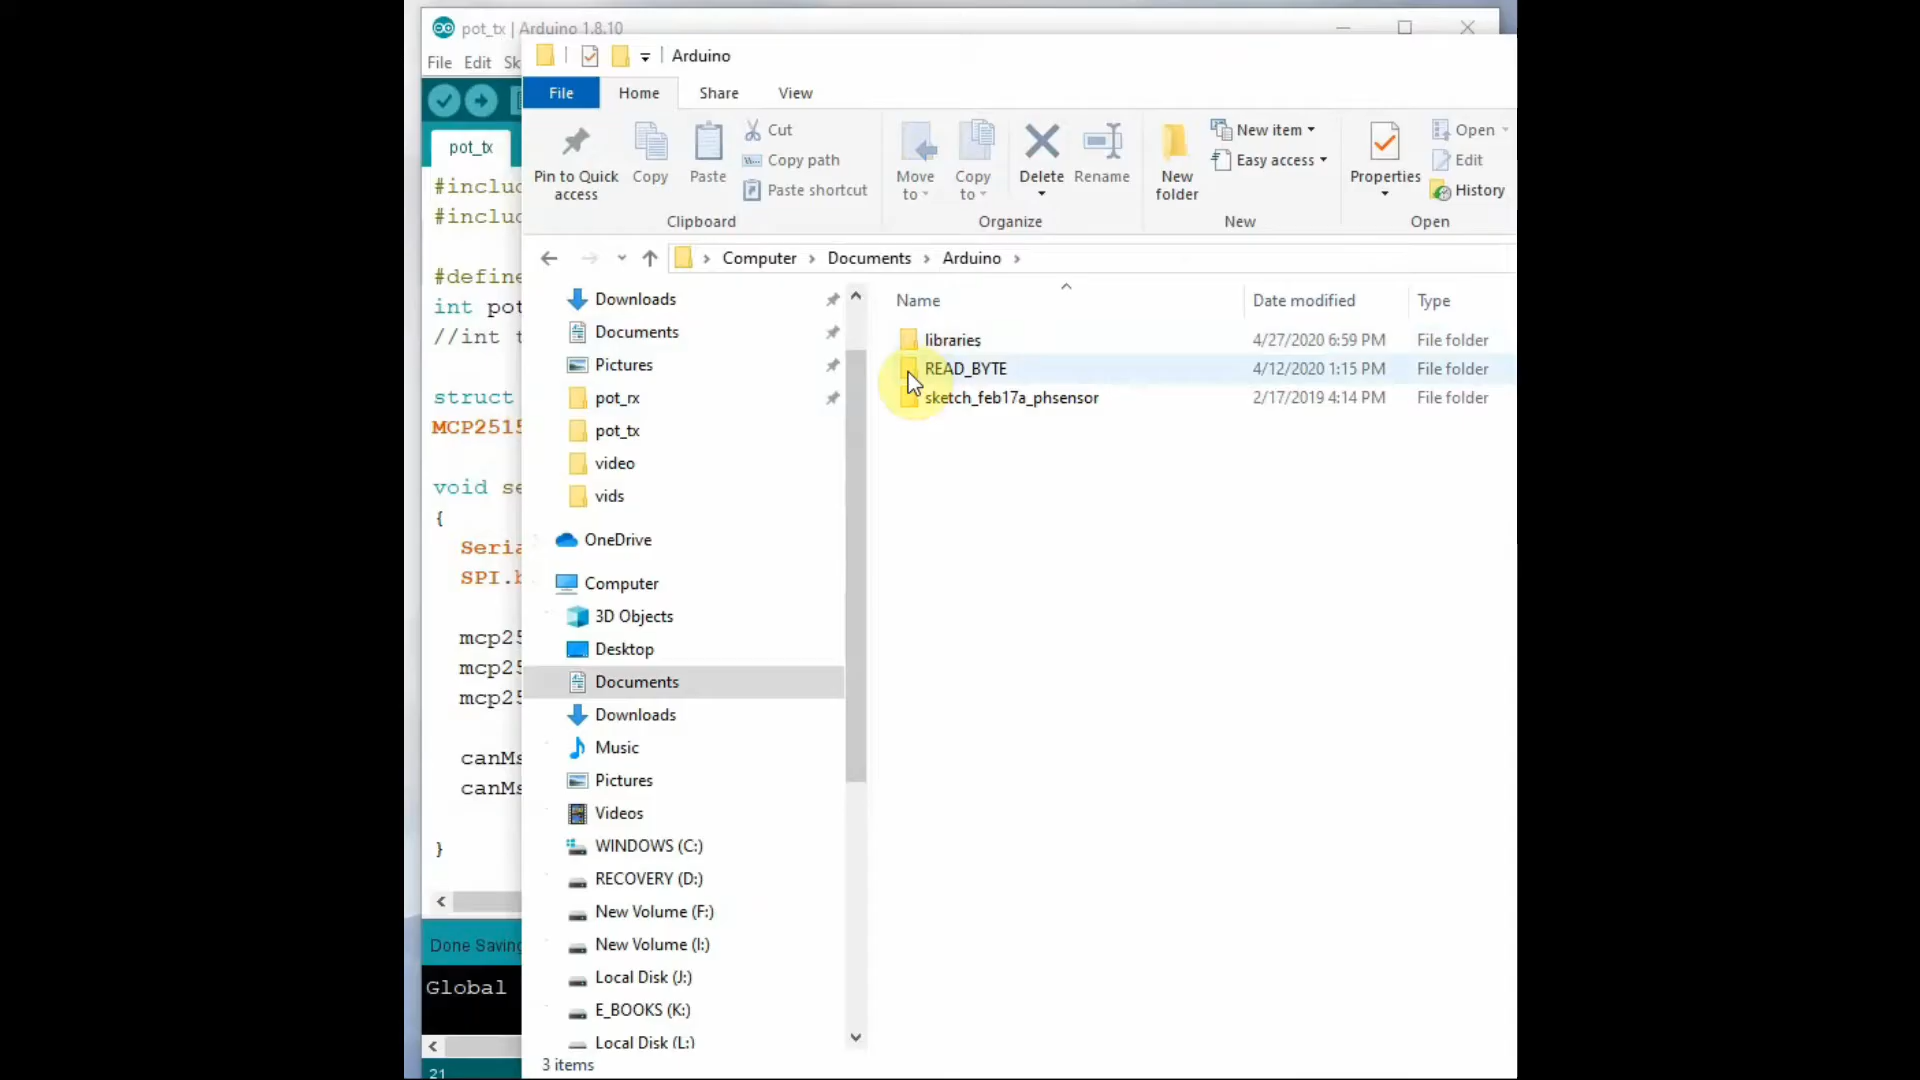 pot_tx | Arduino 1.8.10
File Edit Sk
pot_tx
#includ
#includ
#define
int pot
//int t
struct
MCP2515
void se
{
Seria
SPI.b
mcp25
mcp25
mcp25
canMs
canMs
}
Done Saving
Global
21
Arduino
File Home Share View
Pin to Quick access
Copy
Paste
Cut
Copy path
Paste shortcut
Clipboard
Move to
Copy to
Delete
Rename
Organize
New folder
New item
Easy access
New
Properties
Open
Edit
History
Open
Computer > Documents > Arduino >
Downloads
Documents
Pictures
pot_rx
pot_tx
video
vids
OneDrive
Computer
3D Objects
Desktop
Documents
Downloads
Music
Pictures
Videos
WINDOWS (C:)
RECOVERY (D:)
New Volume (F:)
New Volume (I:)
Local Disk (J:)
E_BOOKS (K:)
Local Disk (L:)
Name Date modified Type
libraries 4/27/2020 6:59 PM File folder
READ_BYTE 4/12/2020 1:15 PM File folder
sketch_feb17a_phsensor 2/17/2019 4:14 PM File folder
3 items